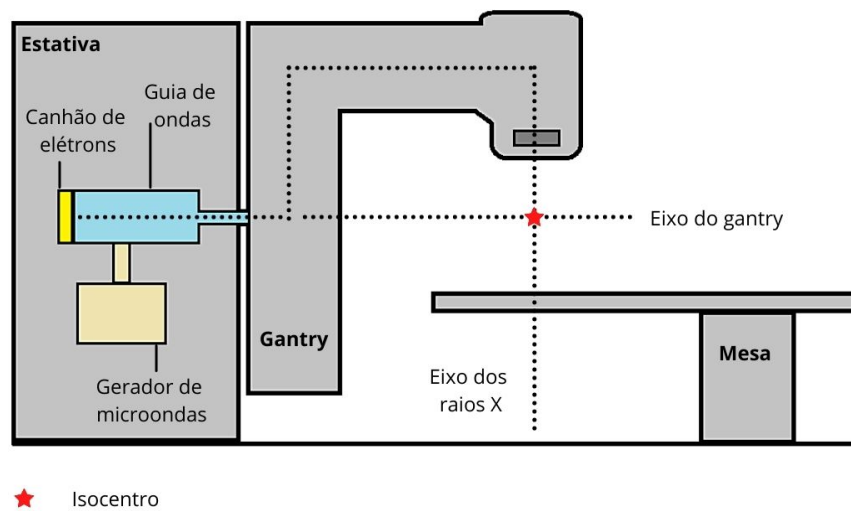 Estativa
Canhão de
elétrons
Guia de
ondas
Gerador de
microondas
Gantry
Eixo do gantry
Eixo dos
raios X
Mesa
Isocentro